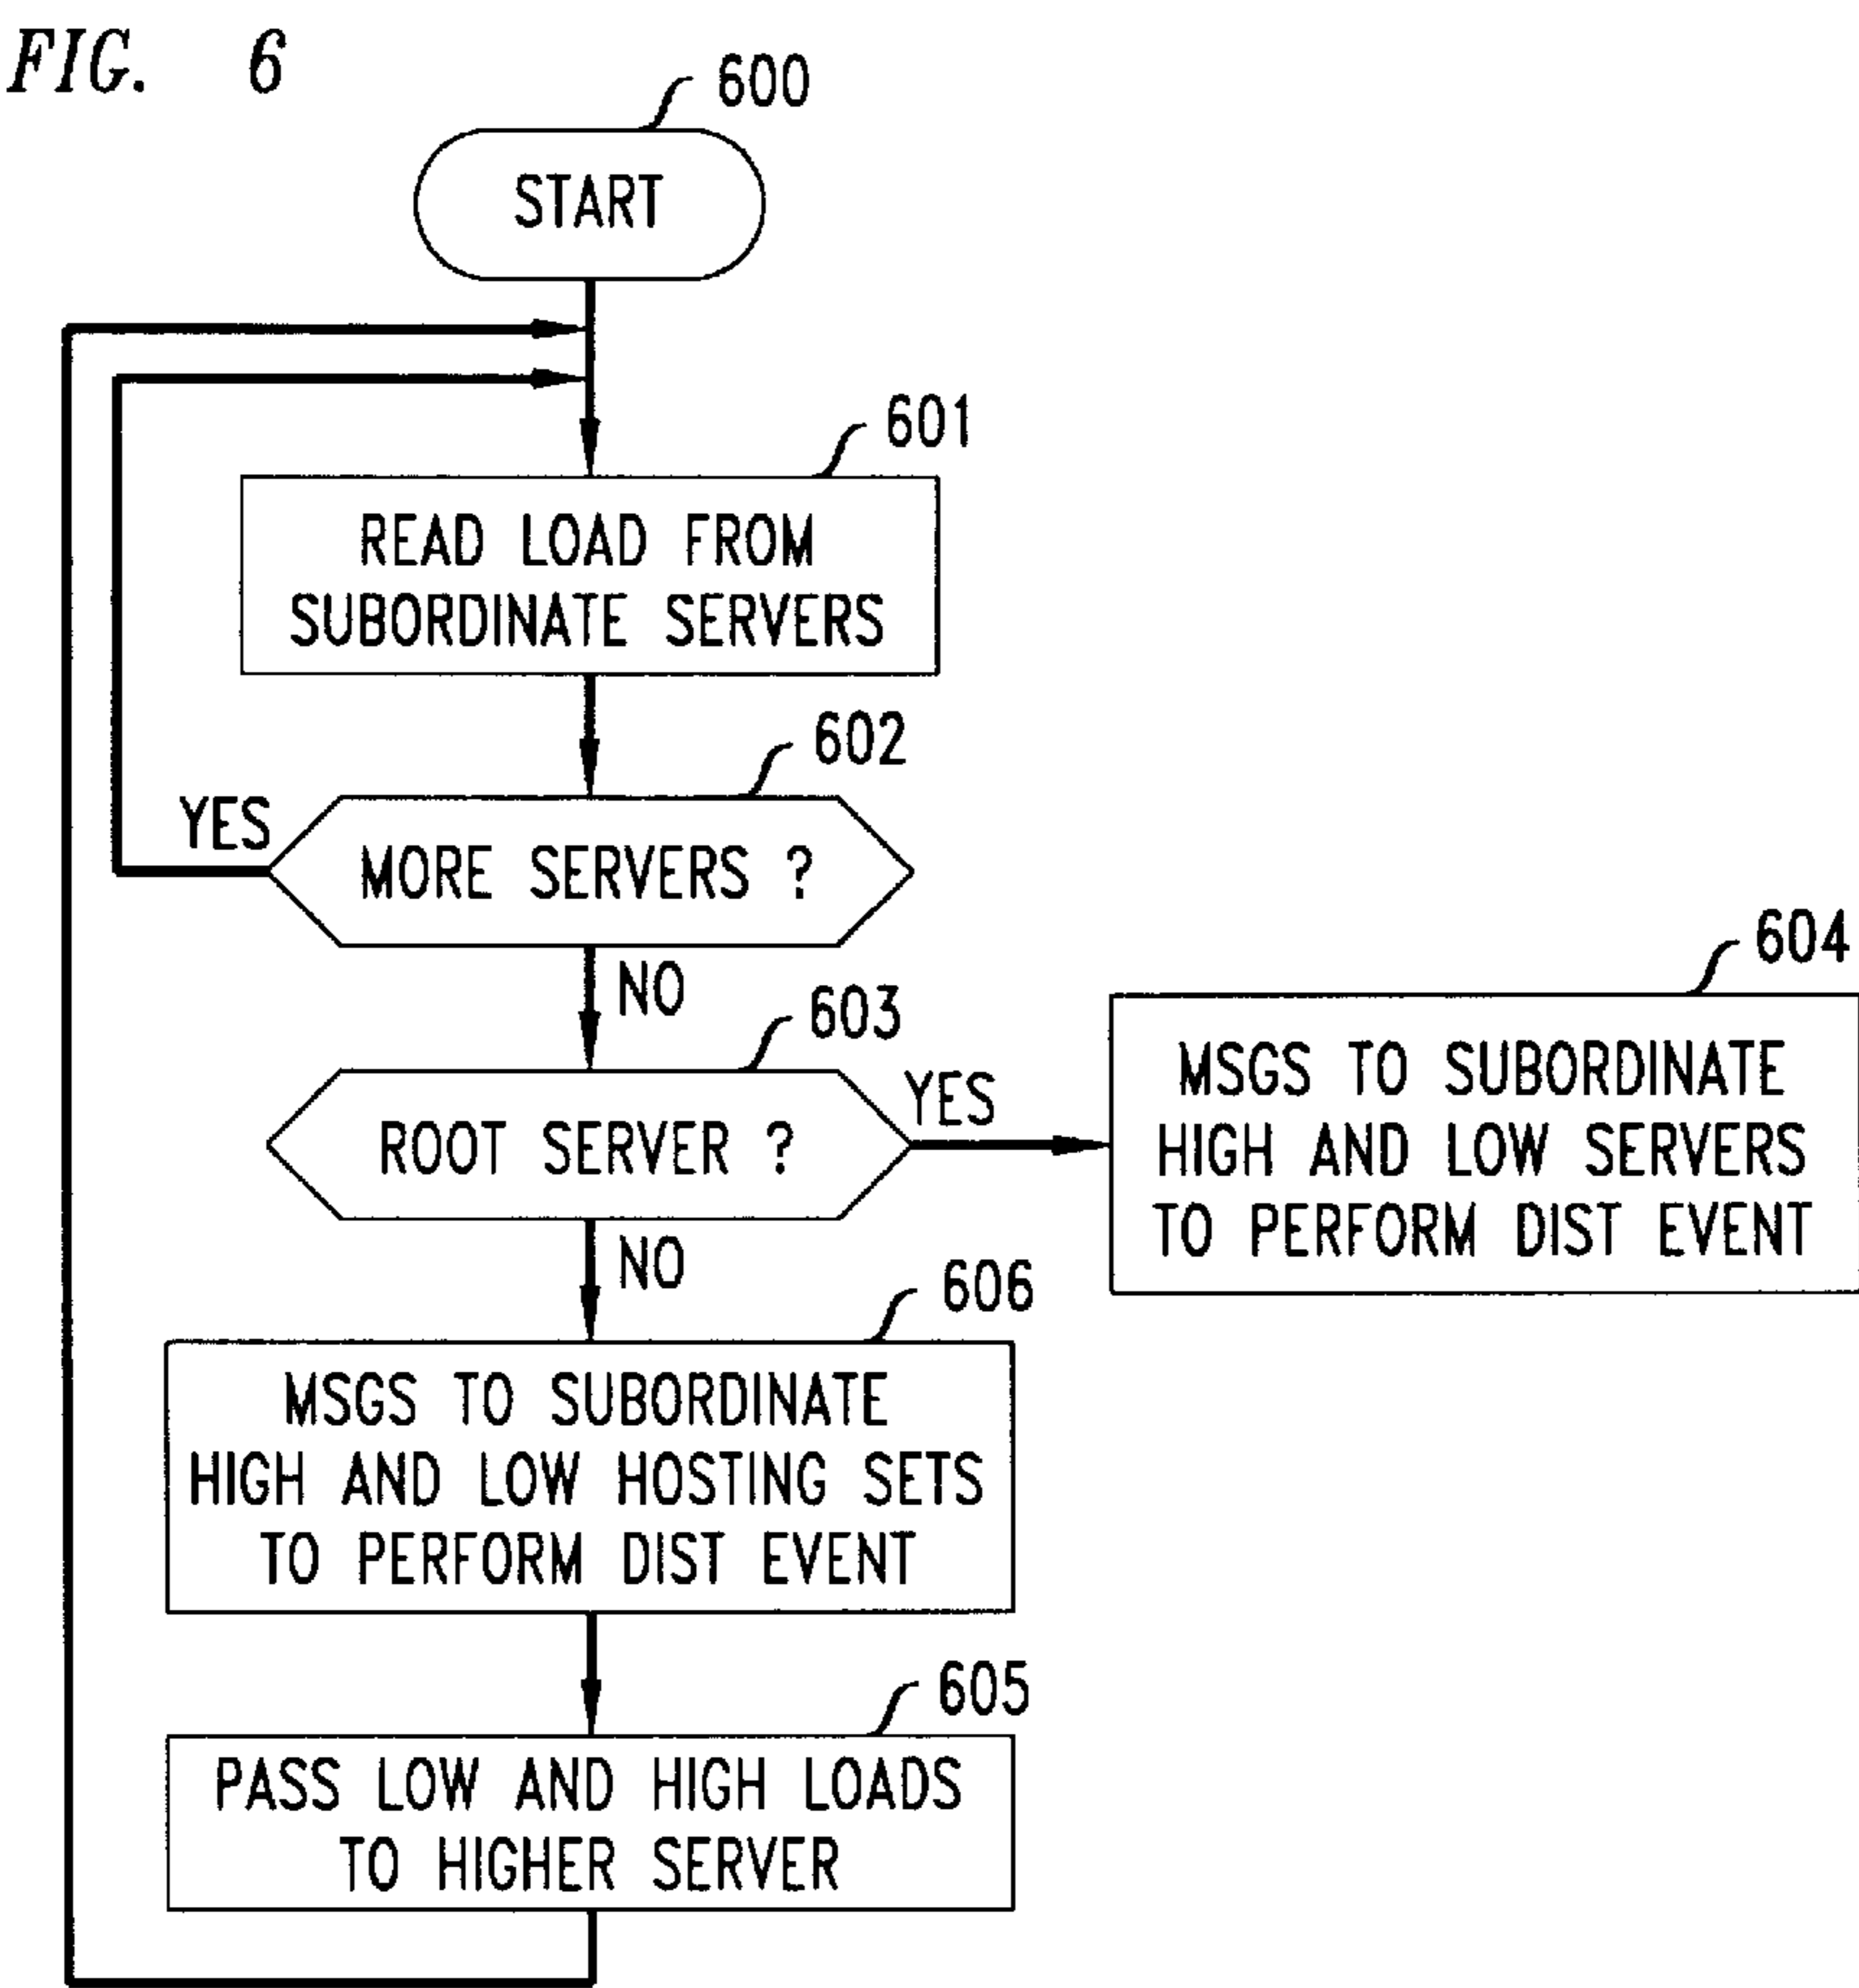 FIG. 6
600
START
601
READ LOAD FROM
SUBORDINATE SERVERS
602
YES
MORE SERVERS ?
NO
603
ROOT SERVER ?
YES
604
MSGS TO SUBORDINATE
HIGH AND LOW SERVERS
TO PERFORM DIST EVENT
NO
606
MSGS TO SUBORDINATE
HIGH AND LOW HOSTING SETS
TO PERFORM DIST EVENT
605
PASS LOW AND HIGH LOADS
TO HIGHER SERVER